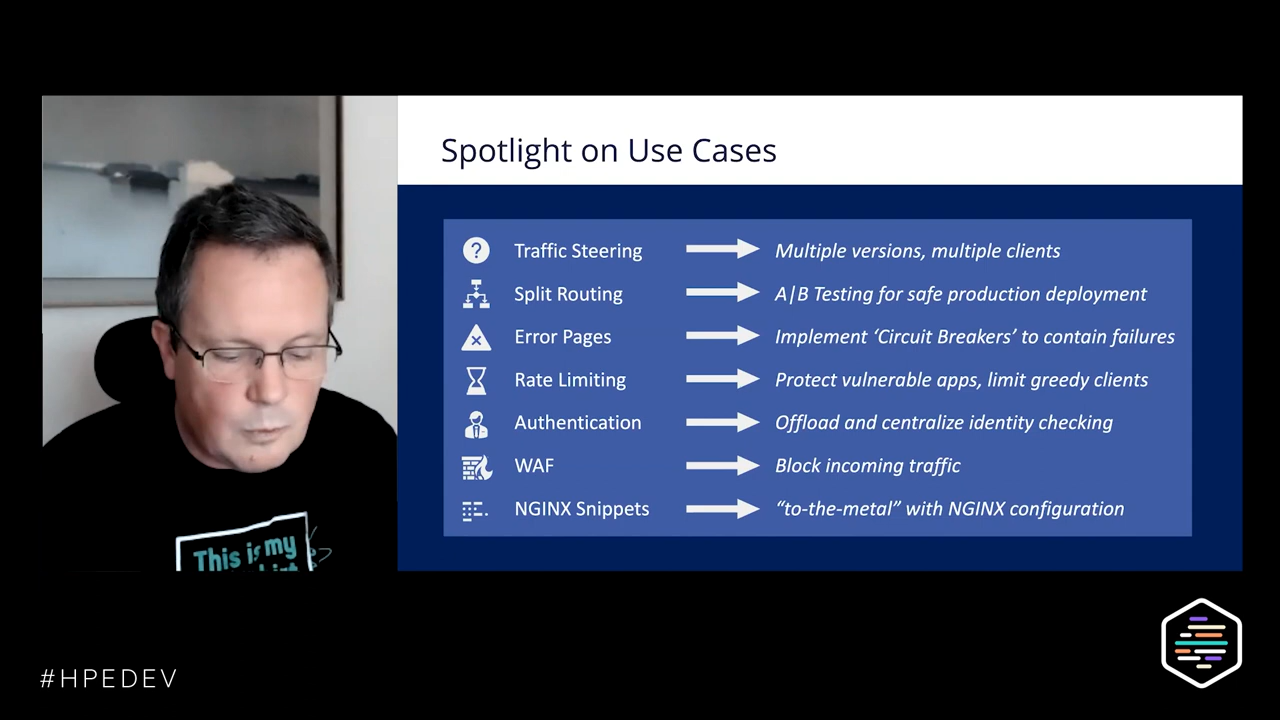 Spotlight on Use Cases
Traffic Steering Multiple versions, multiple clients
Split Routing A|B Testing for safe production deployment
Error Pages Implement ‘Circuit Breakers’ to contain failures
Rate Limiting Protect vulnerable apps, limit greedy clients
Authentication Offload and centralize identity checking
WAF Block incoming traffic
NGINX Snippets “to-the-metal” with NGINX configuration
This is my
#HPEDEV